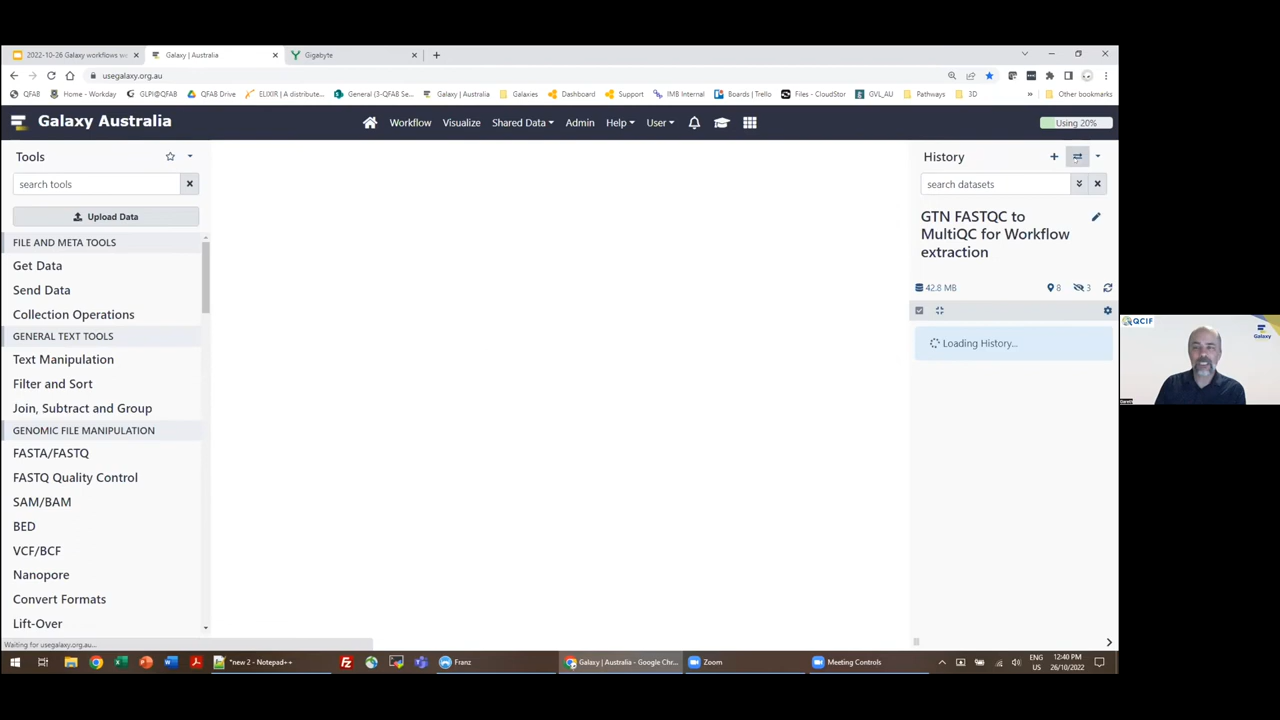 2022-10-26 Galaxy workflows w
Galaxy | Australia
Gigabyte
usegalaxy.org.au
QFAB
Home - Workday
GLPI@QFAB
QFAB Drive
ELIXIR | A distribute...
General (3-QFAB Se...
Galaxy | Australia
Galaxies
Dashboard
Support
IMB Internal
Boards | Trello
Files - CloudStor
GVL_AU
Pathways
3D
»
Other bookmarks
Galaxy Australia
Workflow
Visualize
Shared Data
Admin
Help
User
Using 20%
Tools
search tools
Upload Data
FILE AND META TOOLS
Get Data
Send Data
Collection Operations
GENERAL TEXT TOOLS
Text Manipulation
Filter and Sort
Join, Subtract and Group
GENOMIC FILE MANIPULATION
FASTA/FASTQ
FASTQ Quality Control
SAM/BAM
BED
VCF/BCF
Nanopore
Convert Formats
Lift-Over
Waiting for usegalaxy.org.au...
History
search datasets
GTN FASTQC to
MultiQC for Workflow
extraction
42.8 MB
8
3
Loading History...
QCIF
Galaxy
*new 2 - Notepad++
Franz
Galaxy | Australia - Google Chr...
Zoom
Meeting Controls
ENG
US
12:40 PM
26/10/2022